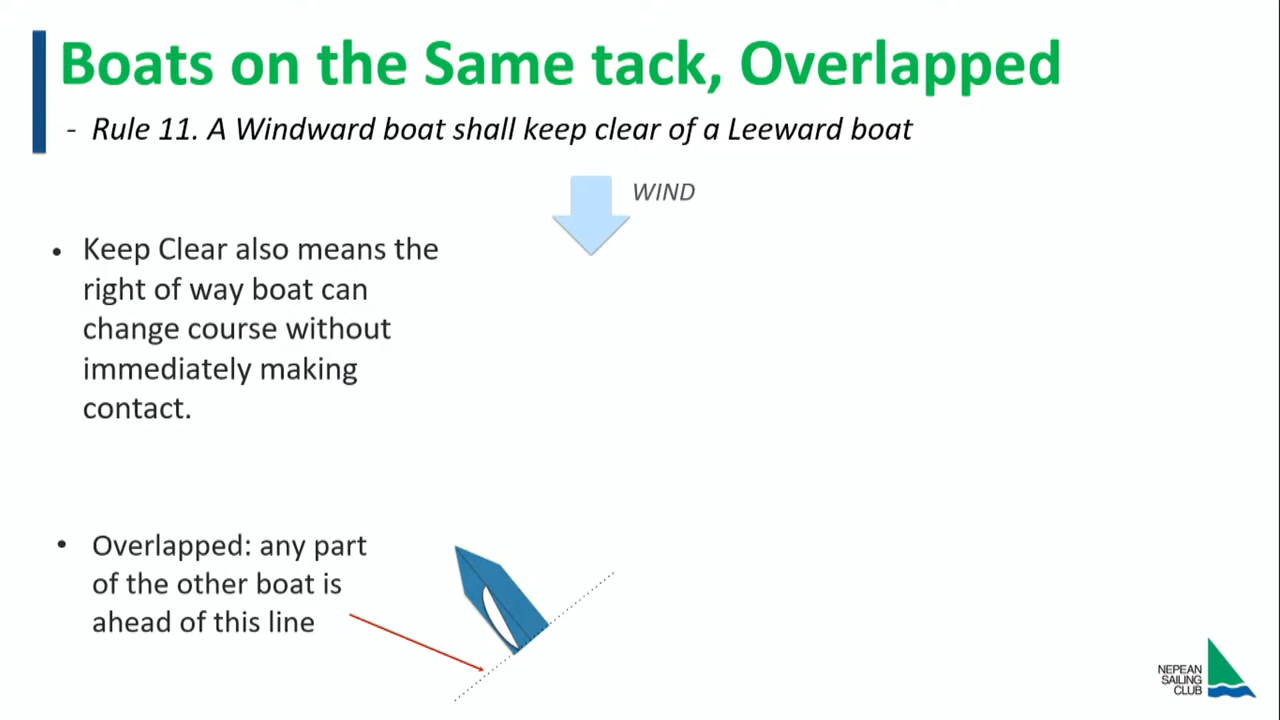 Boats on the Same tack, Overlapped
- Rule 11. A Windward boat shall keep clear of a Leeward boat
WIND
• Keep Clear also means the
right of way boat can
change course without
immediately making
contact.
• Overlapped: any part
of the other boat is
ahead of this line
NEPEAN
SAILING
CLUB